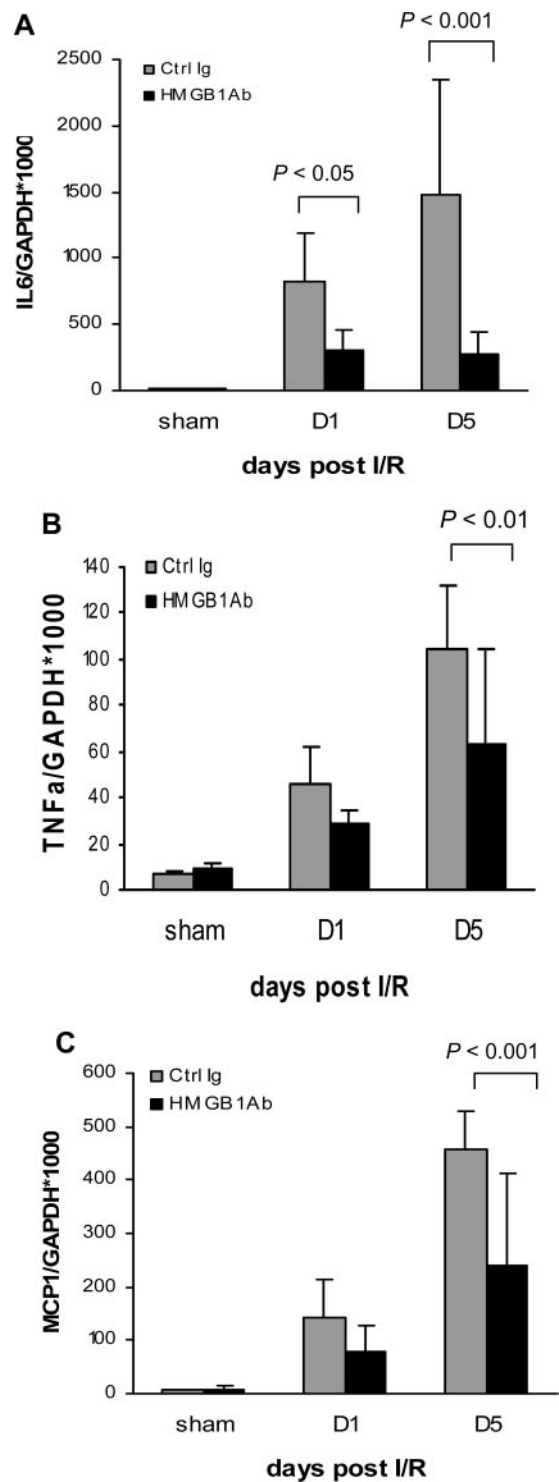 A
P < 0.001
2500
Ctrl Ig
HMGB1Ab
2000
P < 0.05
1500
1000
500
0
IL6/GAPDH*1000
sham D1 D5
days post I/R
B
P < 0.01
140
Ctrl Ig
120
HMGB1Ab
100
80
60
40
20
0
TNFa/GAPDH*1000
sham D1 D5
days post I/R
C
P < 0.001
600
Ctrl Ig
HMGB1Ab
500
400
300
200
100
0
MCP1/GAPDH*1000
sham D1 D5
days post I/R